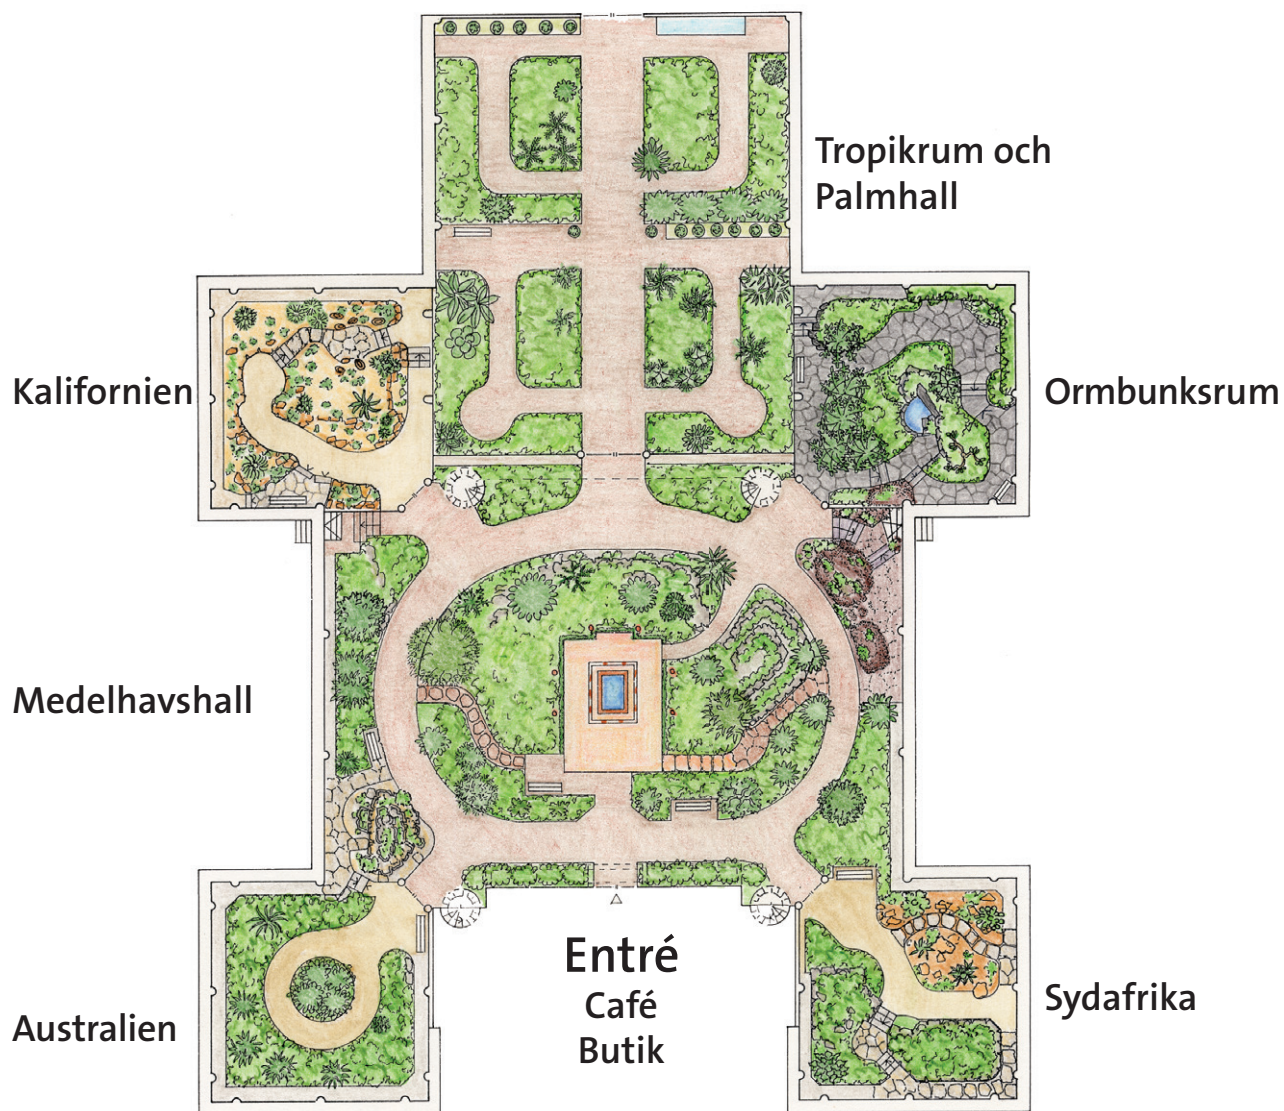 Tropikrum och
Palmhall
Kalifornien
Ormbunksrum
Medelhavshall
Entré
Café
Butik
Australien
Sydafrika